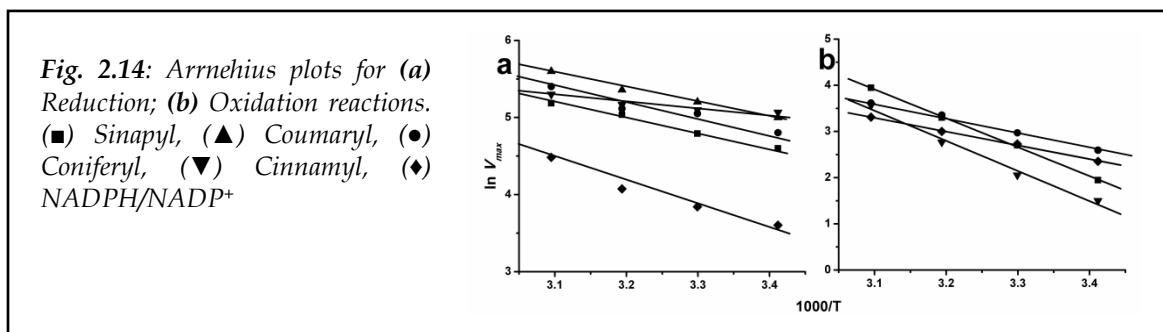 Fig. 2.14: Arrnehius plots for (a)
Reduction; (b) Oxidation reactions.
(■) Sinapyl, (▲) Coumaryl, (●)
Coniferyl, (▼) Cinnamyl, (♦)
NADPH/NADP+
a
6
5
4
3
ln Vmax
3.1 3.2 3.3 3.4
b
5
4
3
2
1
0
3.1 3.2 3.3 3.4
1000/T